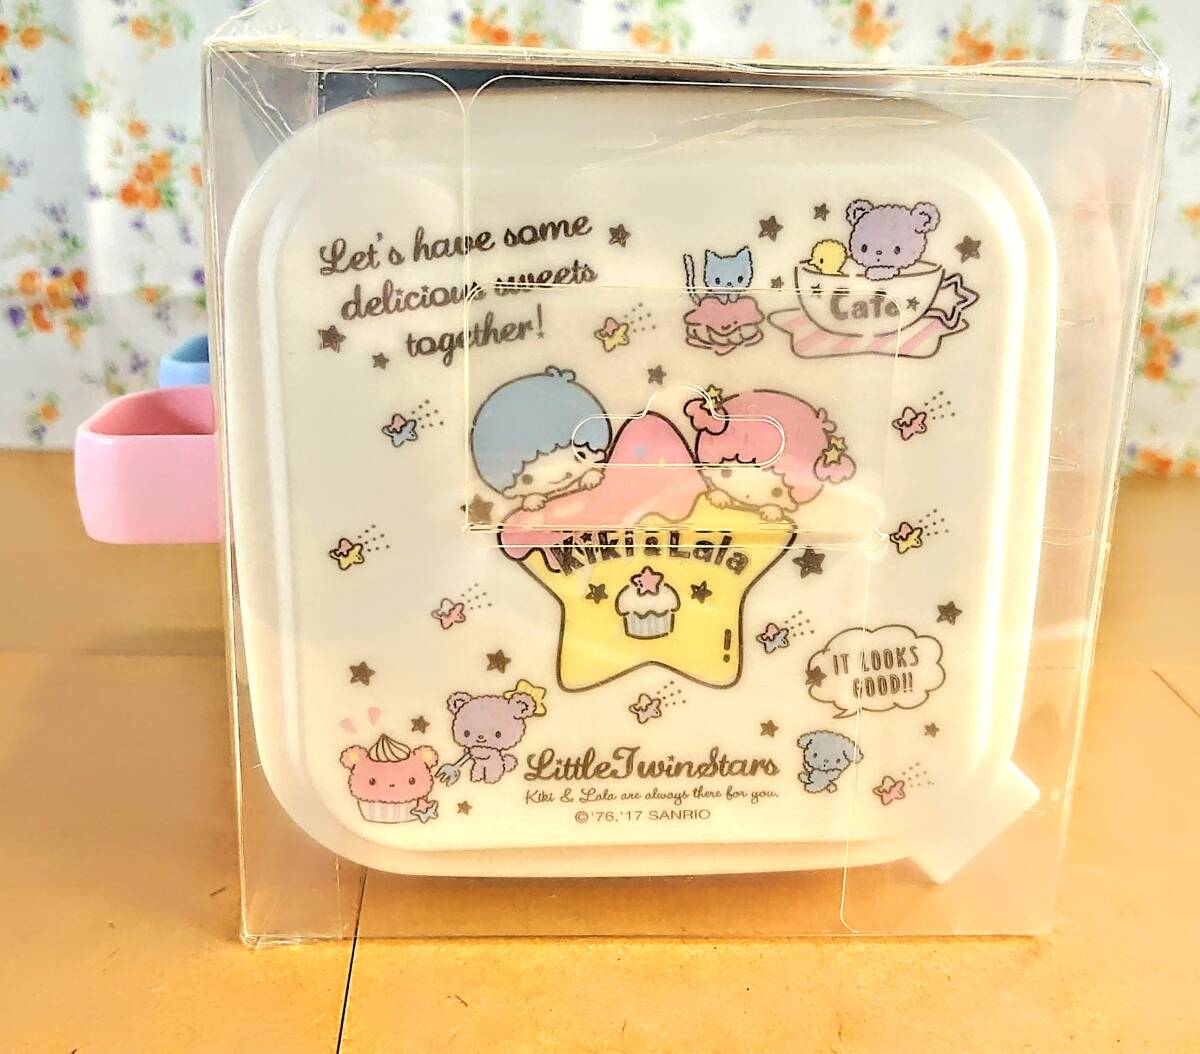 Let's have some
delicious sweets
together!
Cafe
Kiki&Lala
IT LOOKS
GOOD!!
LittleTwinStars
Kiki & Lala are always there for you.
©'76,'17 SANRIO